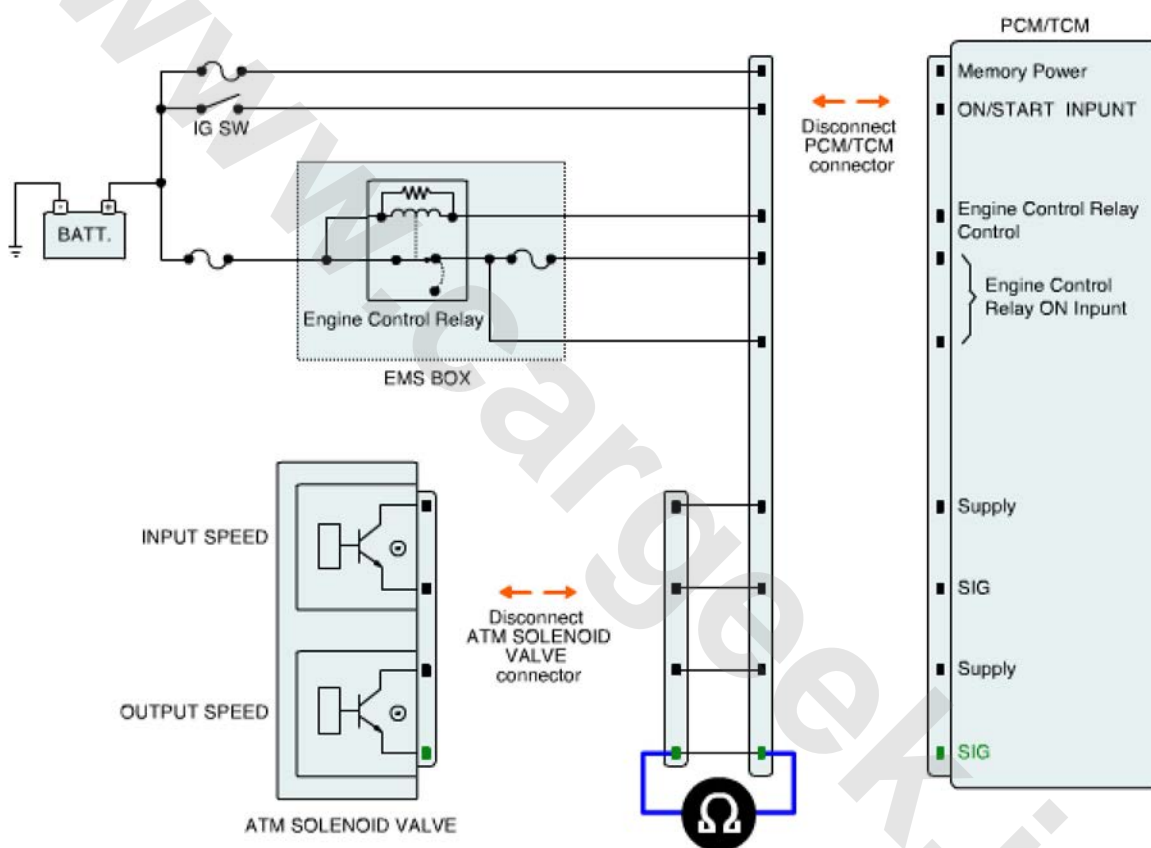 PCM/TCM
Memory Power
ON/START INPUNT
IG SW
Disconnect
PCM/TCM
connector
- +
BATT.
Engine Control Relay
Control
Engine Control
Relay ON Inpunt
Engine Control Relay
EMS BOX
Supply
INPUT SPEED
SIG
Disconnect
ATM SOLENOID
VALVE
connector
Supply
OUTPUT SPEED
SIG
Ω
ATM SOLENOID VALVE
www.cargeek.i